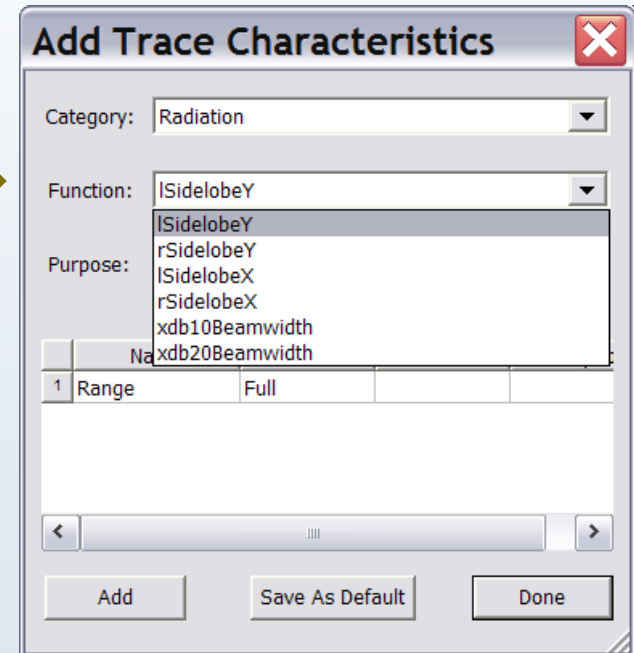 Add Trace Characteristics
Category: Radiation
Function: lSidelobeY
lSidelobeY
rSidelobeY
Purpose:
lSidelobeX
rSidelobeX
xdb10Beamwidth
xdb20Beamwidth
Na
1 Range Full
Add Save As Default Done